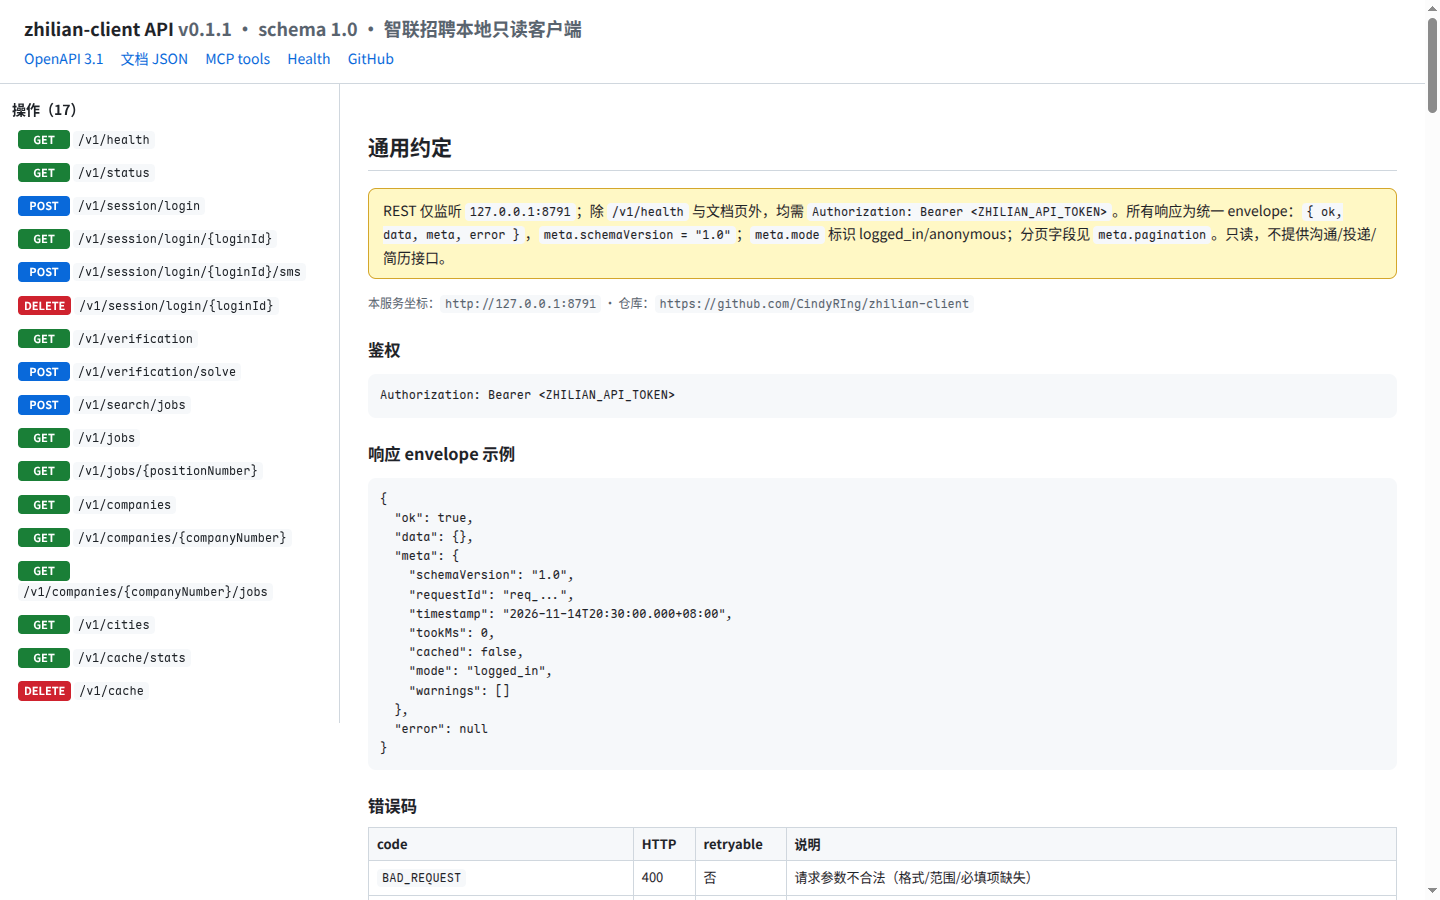 zhilian-client API v0.1.1 • schema 1.0 • 智联招聘本地只读客户端
OpenAPI 3.1 文档 JSON MCP tools Health GitHub
操作（17）
GET /v1/health
GET /v1/status
POST /v1/session/login
GET /v1/session/login/{loginId}
POST /v1/session/login/{loginId}/sms
DELETE /v1/session/login/{loginId}
GET /v1/verification
POST /v1/verification/solve
POST /v1/search/jobs
GET /v1/jobs
GET /v1/jobs/{positionNumber}
GET /v1/companies
GET /v1/companies/{companyNumber}
GET
/v1/companies/{companyNumber}/jobs
GET /v1/cities
GET /v1/cache/stats
DELETE /v1/cache
通用约定
REST 仅监听 127.0.0.1:8791；除 /v1/health 与文档页外，均需 Authorization: Bearer <ZHILIAN_API_TOKEN>。所有响应为统一 envelope：{ ok,
data, meta, error }，meta.schemaVersion = "1.0"；meta.mode 标识 logged_in/anonymous；分页字段见 meta.pagination。只读，不提供沟通/投递/
简历接口。
本服务坐标：http://127.0.0.1:8791 • 仓库：https://github.com/CindyRIng/zhilian-client
鉴权
Authorization: Bearer <ZHILIAN_API_TOKEN>
响应 envelope 示例
{
"ok": true,
"data": {},
"meta": {
"schemaVersion": "1.0",
"requestId": "req_...",
"timestamp": "2026-11-14T20:30:00.000+08:00",
"tookMs": 0,
"cached": false,
"mode": "logged_in",
"warnings": []
},
"error": null
}
错误码
code HTTP retryable 说明
BAD_REQUEST 400 否 请求参数不合法（格式/范围/必填项缺失）